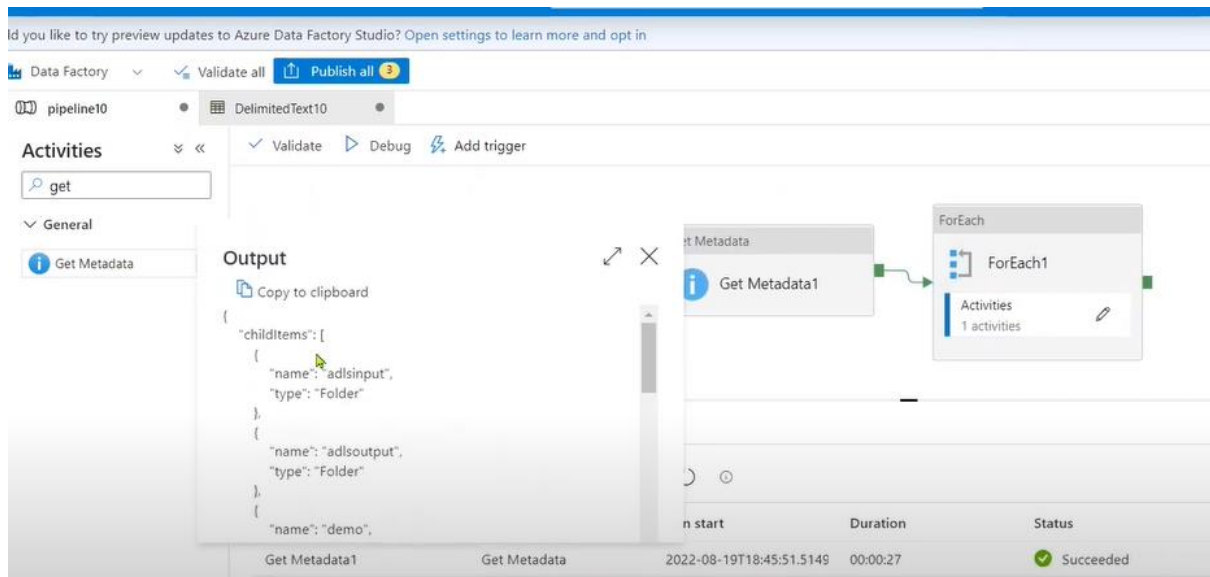 ld you like to try preview updates to Azure Data Factory Studio? Open settings to learn more and opt in
Data Factory
Validate all
Publish all 3
pipeline10
DelimitedText10
Activities
Validate
Debug
Add trigger
get
General
Get Metadata
Output
Copy to clipboard
{
"childItems": [
{
"name": "adlsinput",
"type": "Folder"
},
{
"name": "adlsoutput",
"type": "Folder"
},
{
"name": "demo",
et Metadata
Get Metadata1
ForEach
ForEach1
Activities
1 activities
n start
Duration
Status
Get Metadata1
Get Metadata
2022-08-19T18:45:51.5149
00:00:27
Succeeded